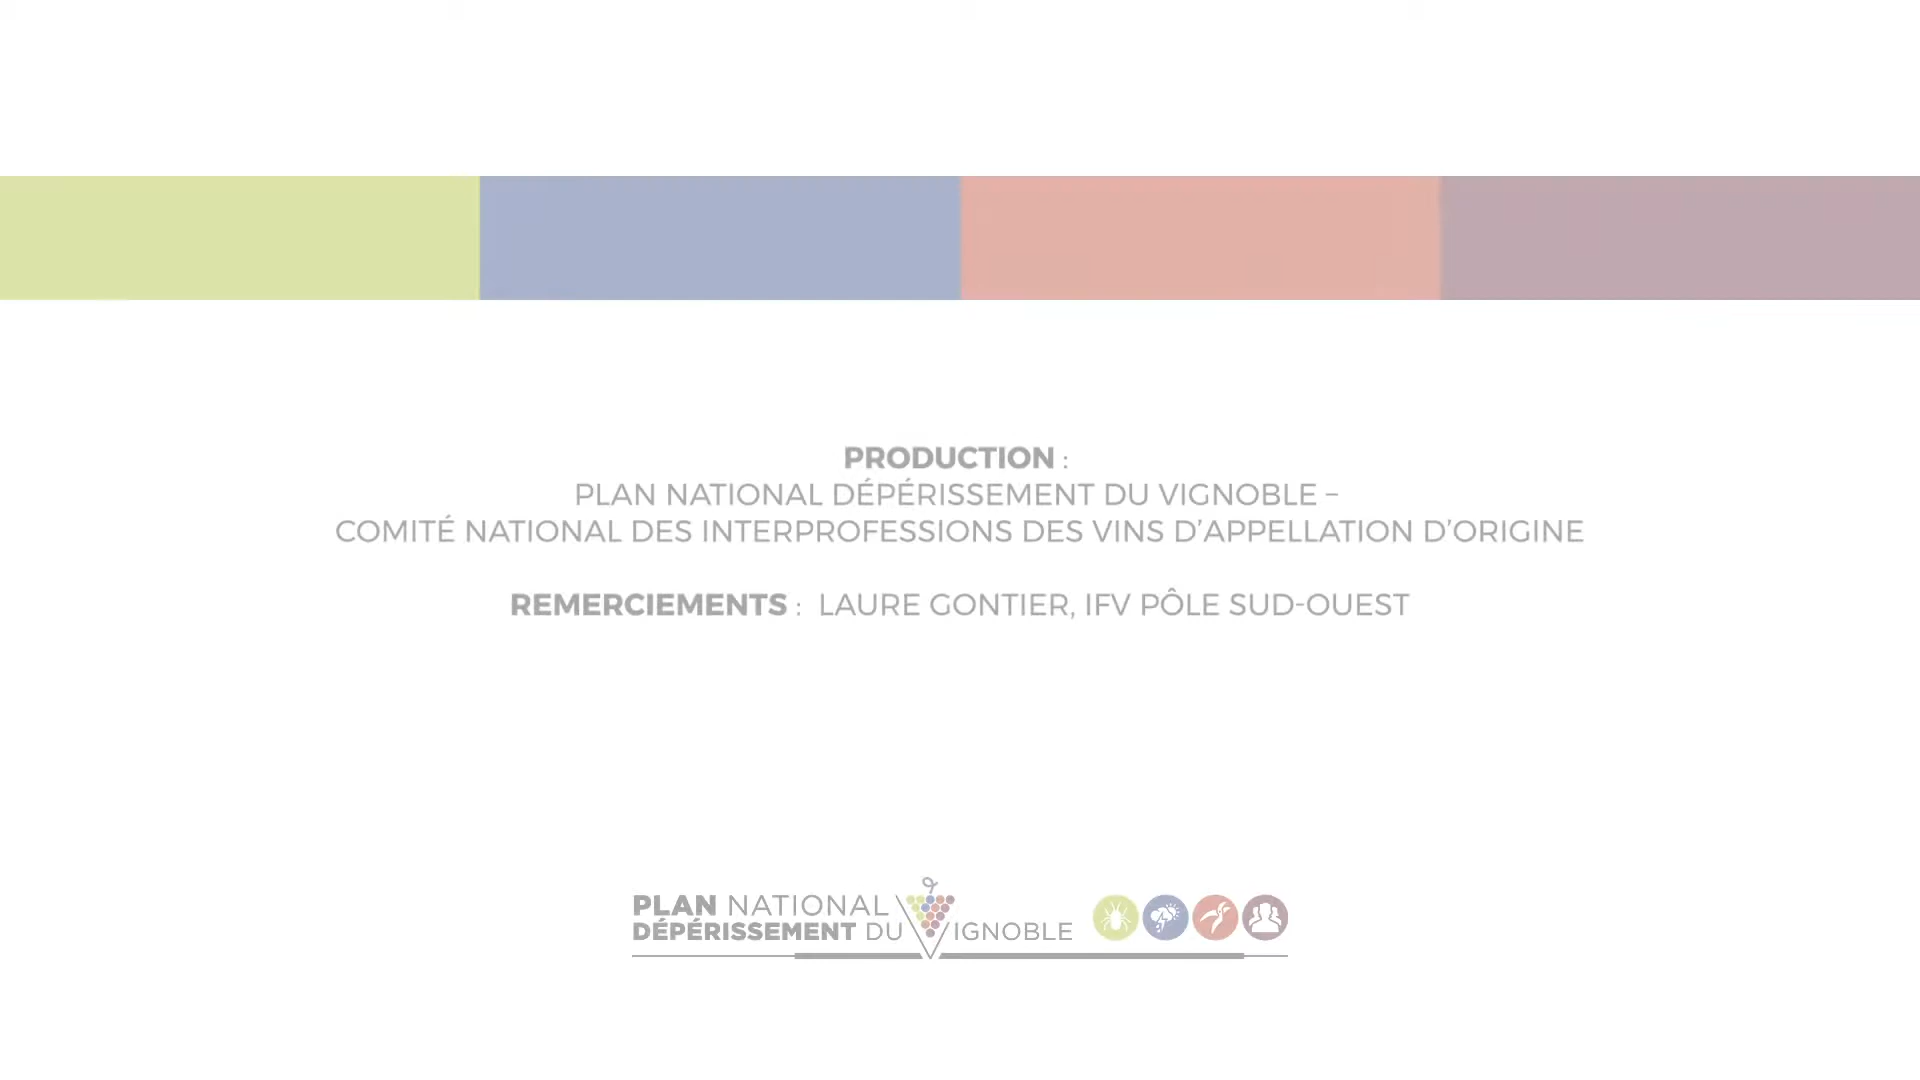 PRODUCTION :
PLAN NATIONAL DÉPÉRISSEMENT DU VIGNOBLE –
COMITÉ NATIONAL DES INTERPROFESSIONS DES VINS D’APPELLATION D’ORIGINE
REMERCIEMENTS : LAURE GONTIER, IFV PÔLE SUD-OUEST
PLAN NATIONAL
DÉPÉRISSEMENT DU VIGNOBLE